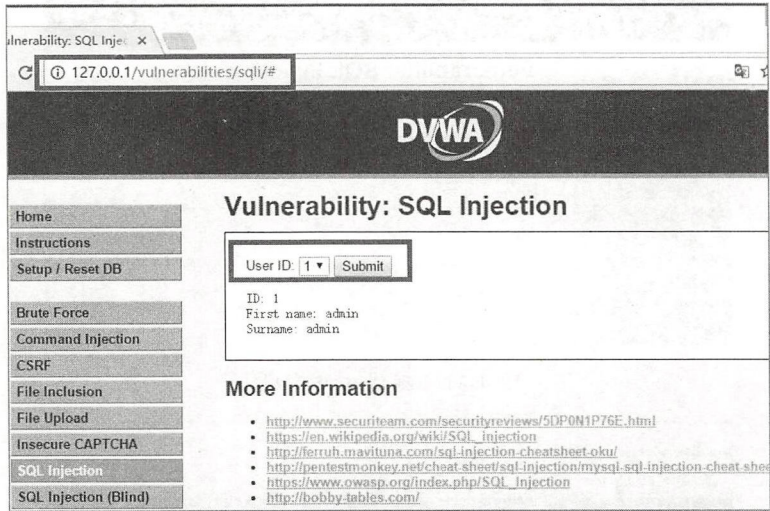 ulnerability: SQL Injec ×
127.0.0.1/vulnerabilities/sqli/#
DVWA
Home
Instructions
Setup / Reset DB
Brute Force
Command Injection
CSRF
File Inclusion
File Upload
Insecure CAPTCHA
SQL Injection
SQL Injection (Blind)
Vulnerability: SQL Injection
User ID: 1 Submit
ID: 1
First name: admin
Surname: admin
More Information
http://www.securiteam.com/securityreviews/5DP0N1P76E.html
https://en.wikipedia.org/wiki/SQL_injection
http://ferruh.mavituna.com/sql-injection-cheatsheet-oku/
http://pentestmonkey.net/cheat-sheet/sql-injection/mysql-sql-injection-cheat-shee
https://www.owasp.org/index.php/SQL_Injection
http://bobby-tables.com/